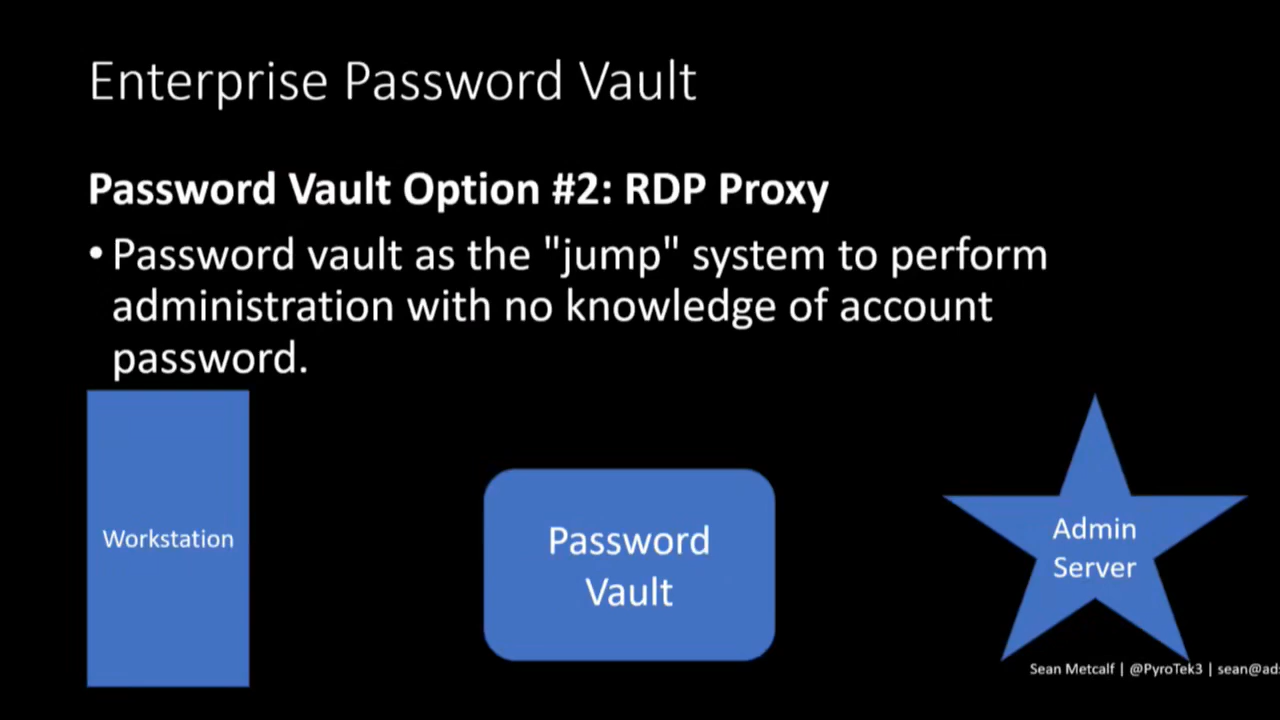 Enterprise Password Vault
Password Vault Option #2: RDP Proxy
• Password vault as the "jump" system to perform
administration with no knowledge of account
password.
Workstation
Password
Vault
Admin
Server
Sean Metcalf | @PyroTek3 |